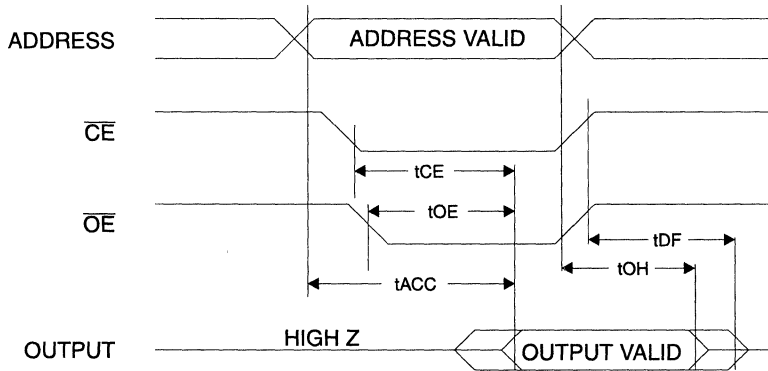 ADDRESS
ADDRESS VALID
CE
tCE
OE
tOE
tDF
tOH
tACC
HIGH Z
OUTPUT
OUTPUT VALID